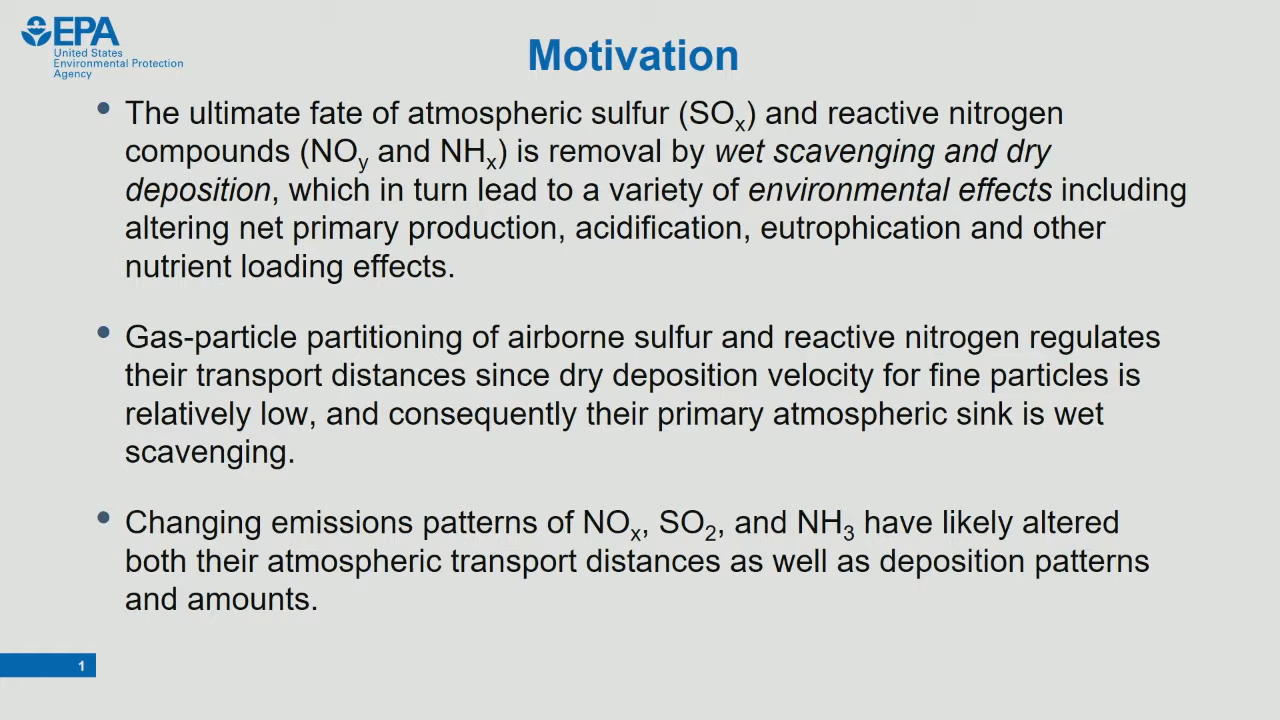 EPA
United States
Environmental Protection
Agency
Motivation
• The ultimate fate of atmospheric sulfur (SOₓ) and reactive nitrogen
compounds (NOy and NHₓ) is removal by wet scavenging and dry
deposition, which in turn lead to a variety of environmental effects including
altering net primary production, acidification, eutrophication and other
nutrient loading effects.
• Gas-particle partitioning of airborne sulfur and reactive nitrogen regulates
their transport distances since dry deposition velocity for fine particles is
relatively low, and consequently their primary atmospheric sink is wet
scavenging.
• Changing emissions patterns of NOₓ, SO₂, and NH₃ have likely altered
both their atmospheric transport distances as well as deposition patterns
and amounts.
1